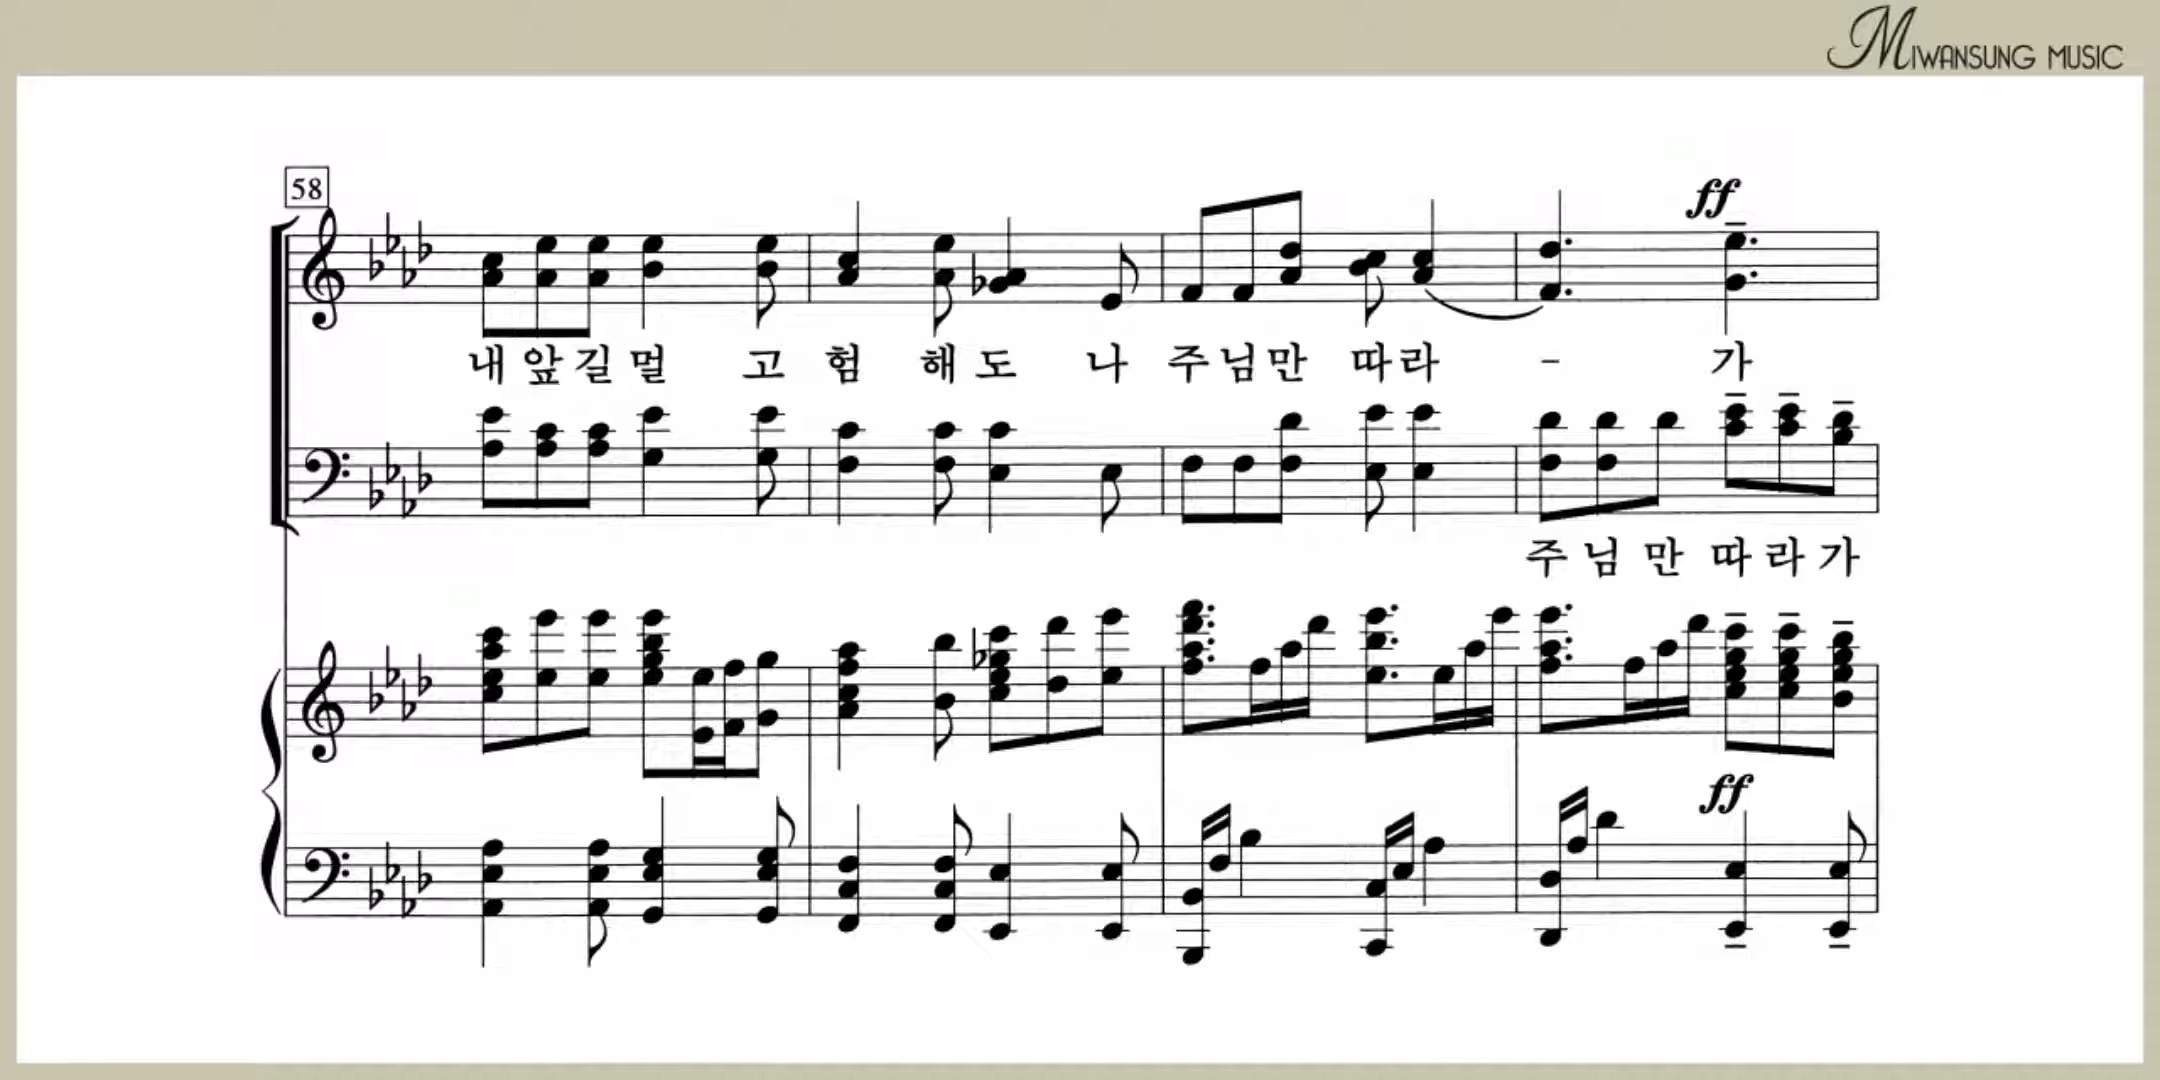 MIWANSUNG MUSIC
58
ff
내 앞 길 멀 고 험 해 도 나 주 님 만 따 라 - 가
주 님 만 따 라 가
ff